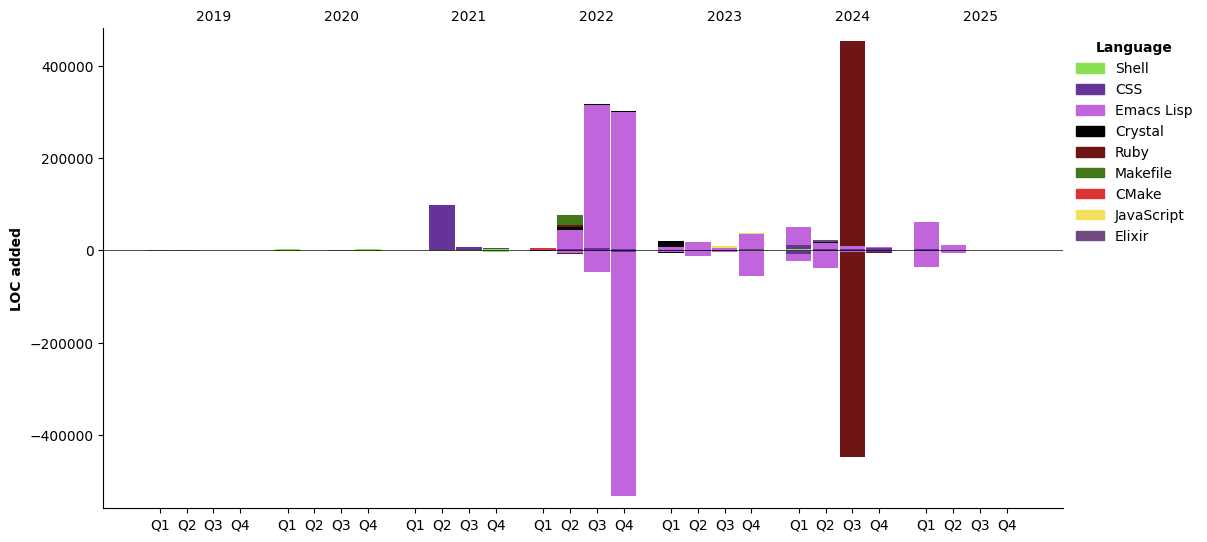 2019 2020 2021 2022 2023 2024 2025
LOC added
400000
200000
0
−200000
−400000
Q1 Q2 Q3 Q4 Q1 Q2 Q3 Q4 Q1 Q2 Q3 Q4 Q1 Q2 Q3 Q4 Q1 Q2 Q3 Q4 Q1 Q2 Q3 Q4 Q1 Q2 Q3 Q4
Language
Shell
CSS
Emacs Lisp
Crystal
Ruby
Makefile
CMake
JavaScript
Elixir